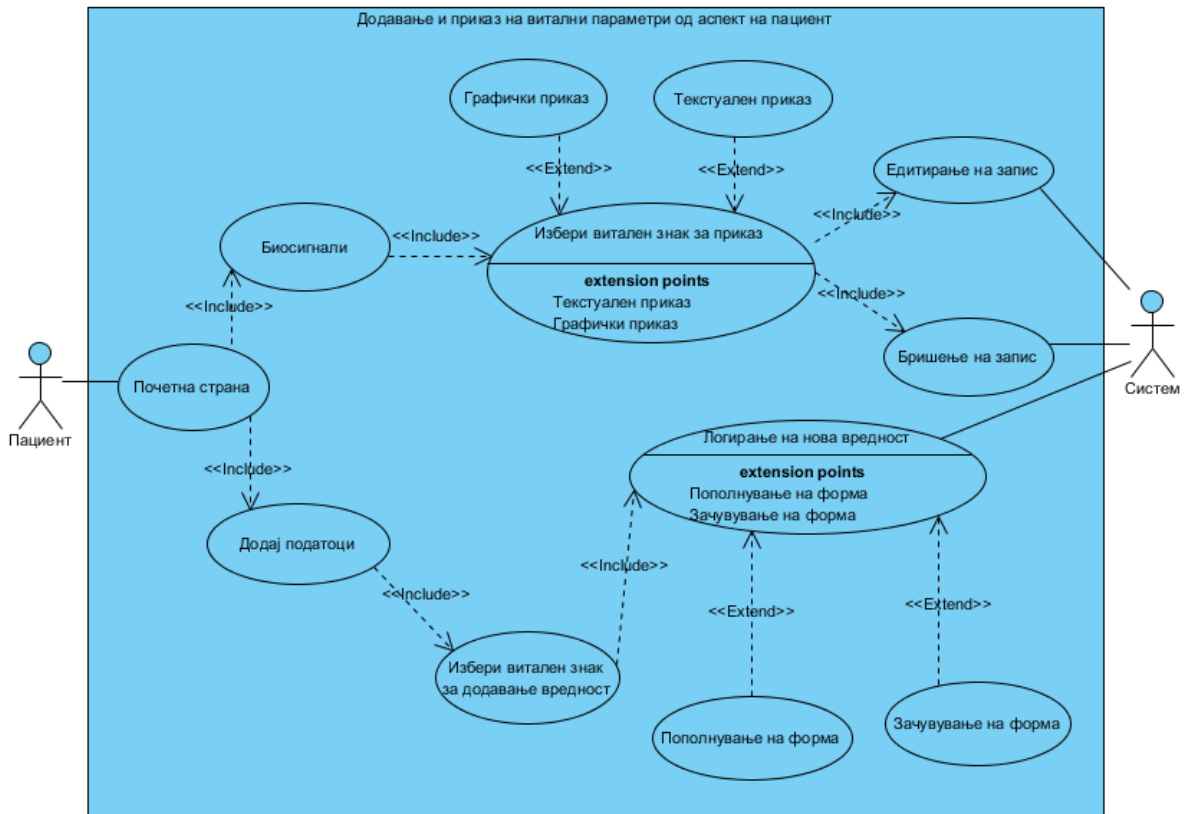 Додавање и приказ на витални параметри од аспект на пациент
Графички приказ
Текстуален приказ
<<Extend>>
<<Extend>>
Едитирање на запис
<<Include>>
Биосигнали
<<Include>>
Избери витален знак за приказ
extension points
Текстуален приказ
Графички приказ
<<Include>>
<<Include>>
Бришење на запис
Почетна страна
Пациент
Систем
<<Include>>
Логирање на нова вредност
extension points
Пополнување на форма
Зачувување на форма
Додај податоци
<<Include>>
<<Include>>
<<Extend>>
<<Extend>>
Избери витален знак
за додавање вредност
Пополнување на форма
Зачувување на форма